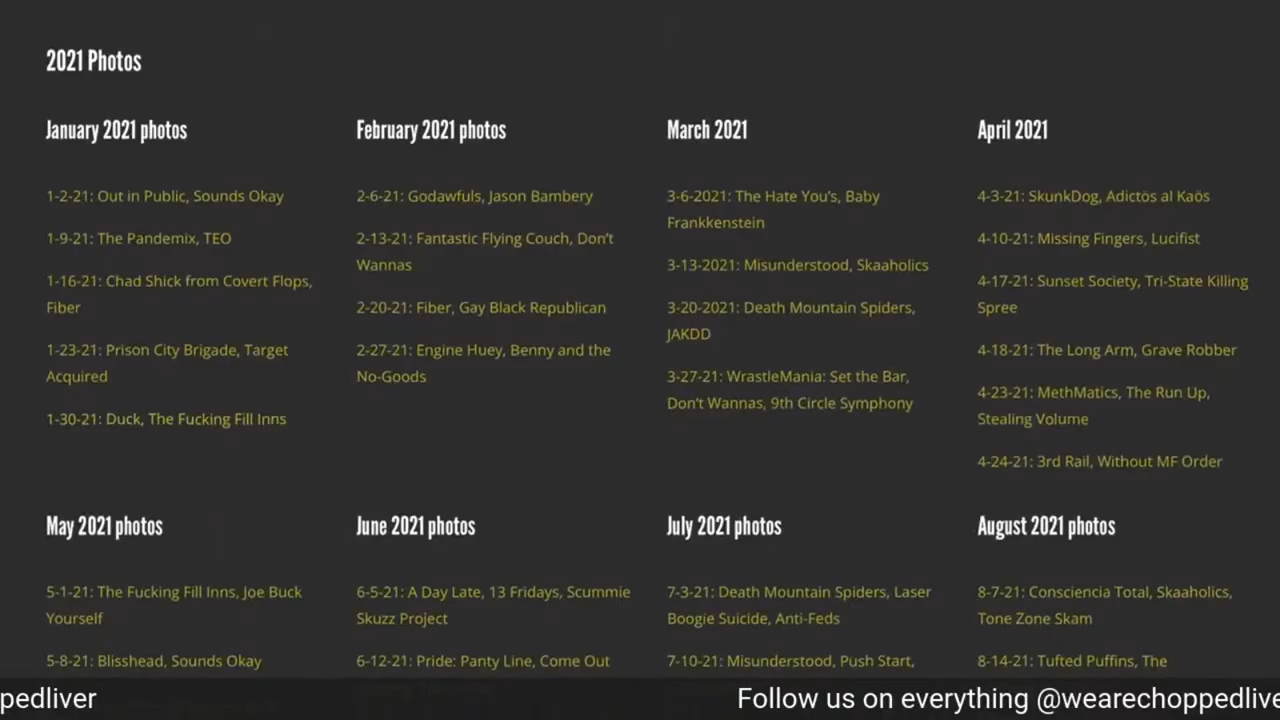 2021 Photos
January 2021 photos
1-2-21: Out in Public, Sounds Okay
1-9-21: The Pandemix, TEO
1-16-21: Chad Shick from Covert Flops,
Fiber
1-23-21: Prison City Brigade, Target
Acquired
1-30-21: Duck, The Fucking Fill Inns
February 2021 photos
2-6-21: Godawfuls, Jason Bambery
2-13-21: Fantastic Flying Couch, Don't
Wannas
2-20-21: Fiber, Gay Black Republican
2-27-21: Engine Huey, Benny and the
No-Goods
March 2021
3-6-2021: The Hate You's, Baby
Frankkenstein
3-13-2021: Misunderstood, Skaaholics
3-20-2021: Death Mountain Spiders,
JAKDD
3-27-21: WrastleMania: Set the Bar,
Don't Wannas, 9th Circle Symphony
April 2021
4-3-21: SkunkDog, Adictös al Kaös
4-10-21: Missing Fingers, Lucifist
4-17-21: Sunset Society, Tri-State Killing
Spree
4-18-21: The Long Arm, Grave Robber
4-23-21: MethMatics, The Run Up,
Stealing Volume
4-24-21: 3rd Rail, Without MF Order
May 2021 photos
5-1-21: The Fucking Fill Inns, Joe Buck
Yourself
5-8-21: Blisshead, Sounds Okay
June 2021 photos
6-5-21: A Day Late, 13 Fridays, Scummie
Skuzz Project
6-12-21: Pride: Panty Line, Come Out
July 2021 photos
7-3-21: Death Mountain Spiders, Laser
Boogie Suicide, Anti-Feds
7-10-21: Misunderstood, Push Start,
August 2021 photos
8-7-21: Consciencia Total, Skaaholics,
Tone Zone Skam
8-14-21: Tufted Puffins, The
pedliver
Follow us on everything @wearechoppedlive